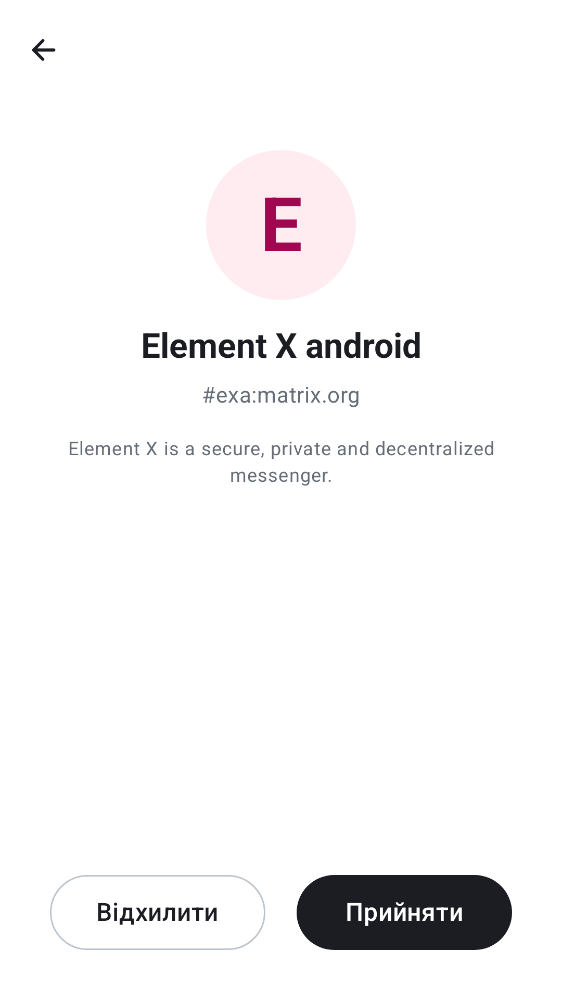 E
Element X android
#exa:matrix.org
Element X is a secure, private and decentralized
messenger.
Відхилити
Прийняти